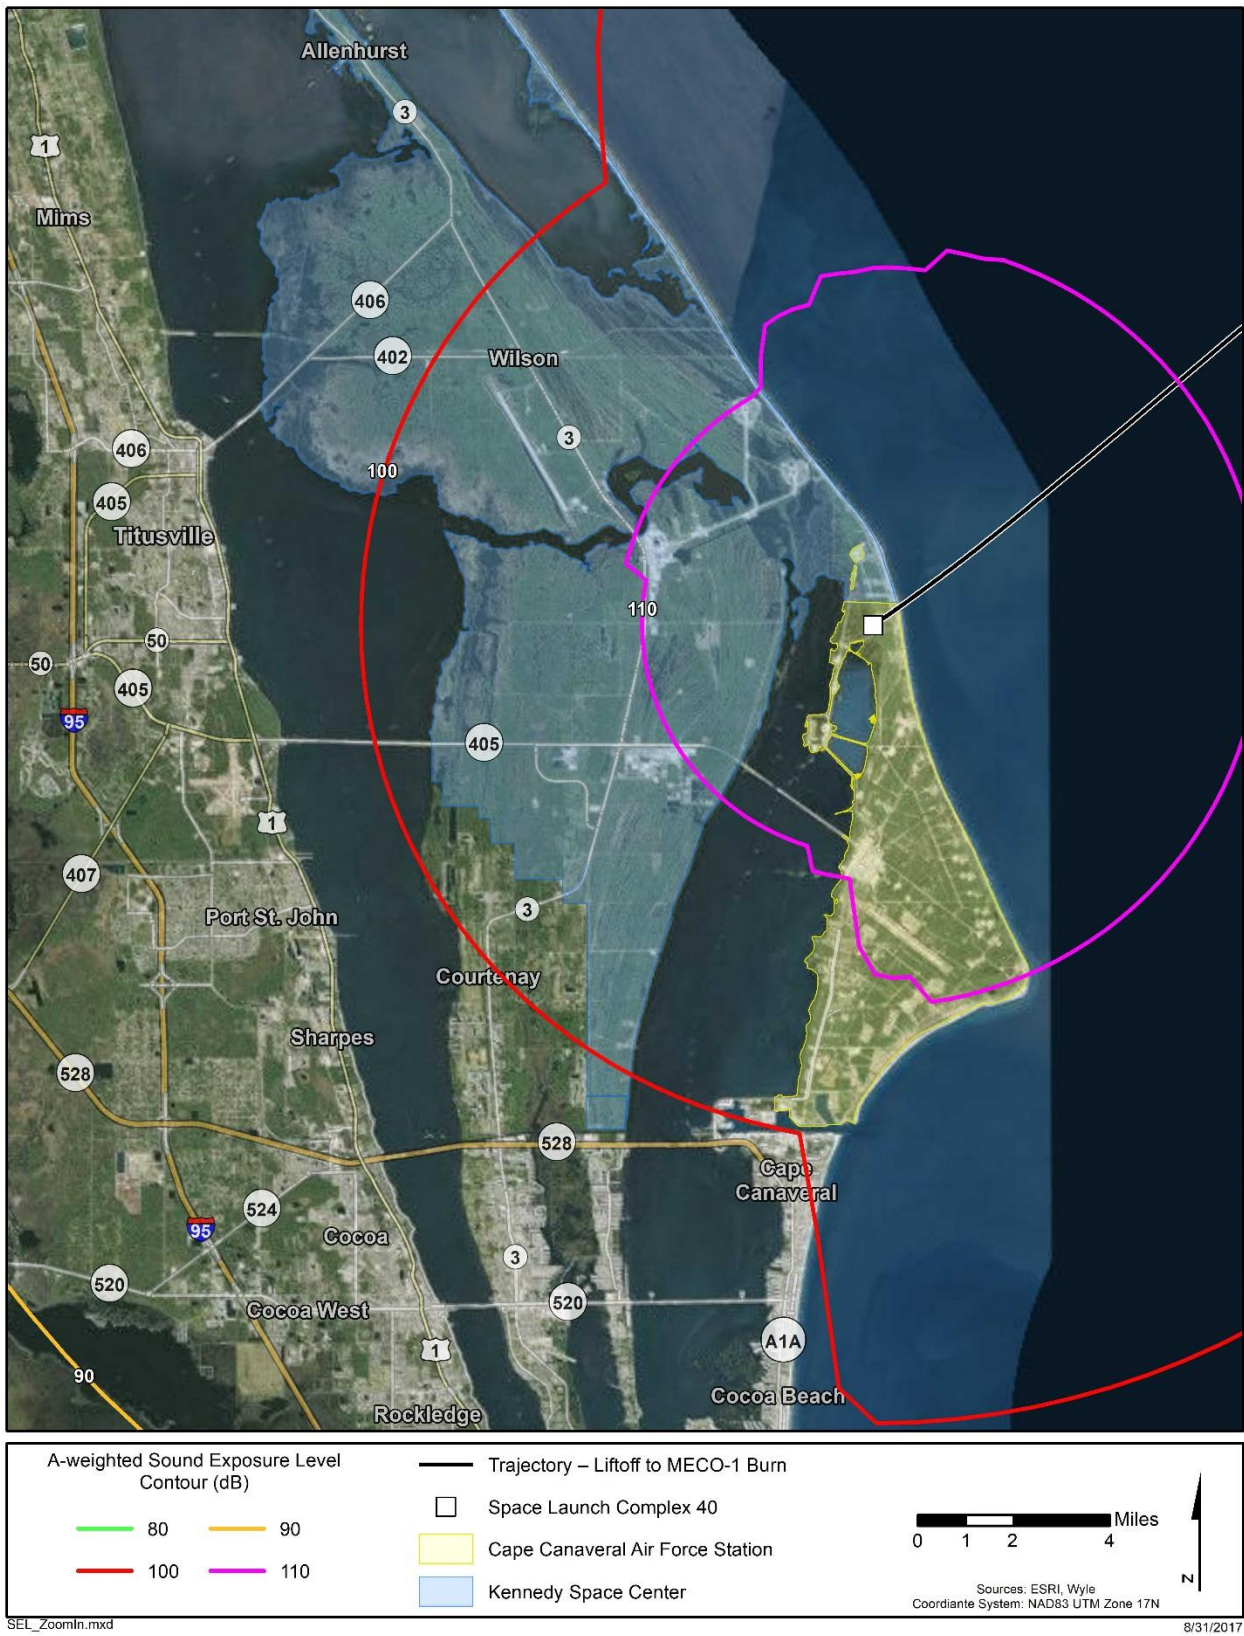 Allenhurst
3
1
Mims
406
402
Wilson
3
406
100
405
Titusville
110
50
50
405
95
405
1
407
Port St. John
3
Courtenay
Sharpes
528
528
Cape
Canaveral
524
95
Cocoa
3
520
520
Cocoa West
A1A
1
90
Cocoa Beach
Rockledge
A-weighted Sound Exposure Level
Contour (dB)
80
90
100
110
Trajectory – Liftoff to MECO-1 Burn
Space Launch Complex 40
Cape Canaveral Air Force Station
Kennedy Space Center
Miles
0 1 2 4
N
Sources: ESRI, Wyle
Coordiante System: NAD83 UTM Zone 17N
SEL_ZoomIn.mxd
8/31/2017